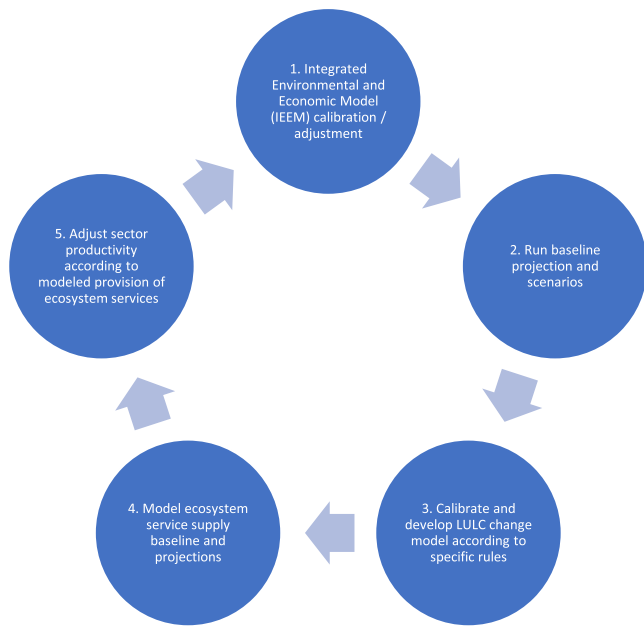 1. Integrated
Environmental and
Economic Model
(IEEM) calibration /
adjustment
2. Run baseline
projection and
scenarios
3. Calibrate and
develop LULC change
model according to
specific rules
4. Model ecosystem
service supply
baseline and
projections
5. Adjust sector
productivity
according to
modeled provision of
ecosystem services